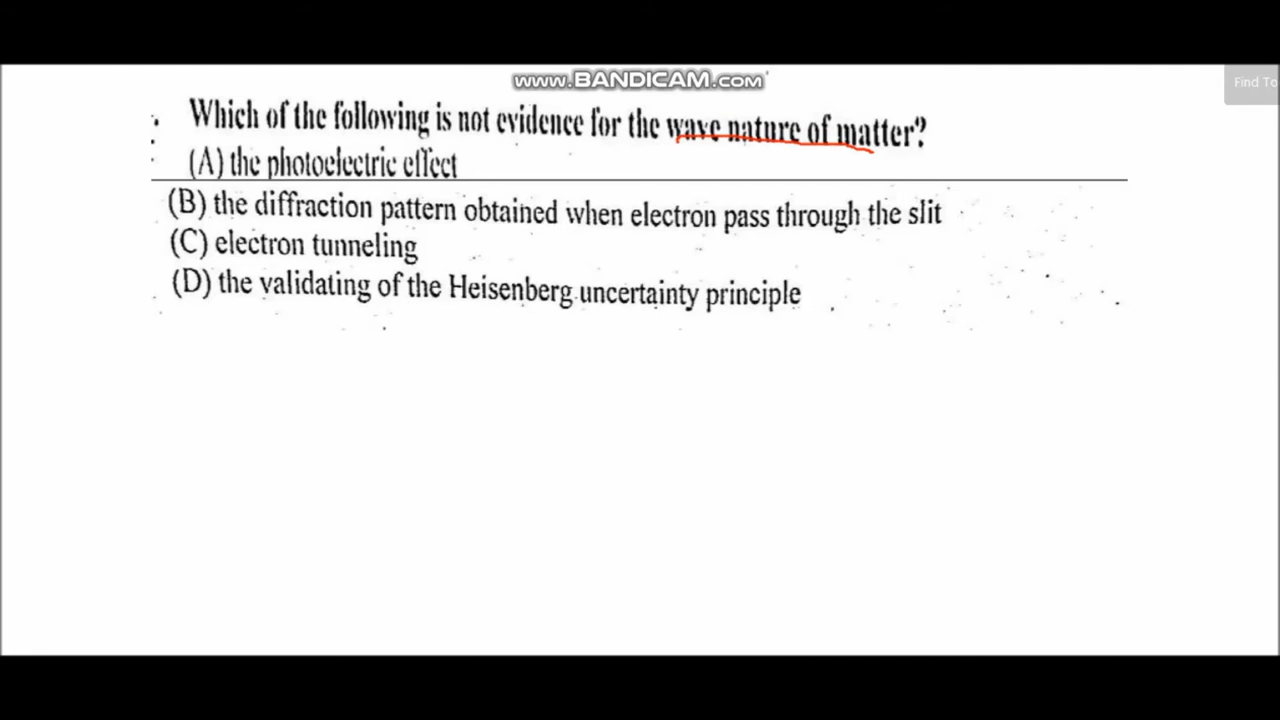 www.BANDICAM.com
Find To
Which of the following is not evidence for the wave nature of matter?
(A) the photoelectric effect
(B) the diffraction pattern obtained when electron pass through the slit
(C) electron tunneling
(D) the validating of the Heisenberg uncertainty principle